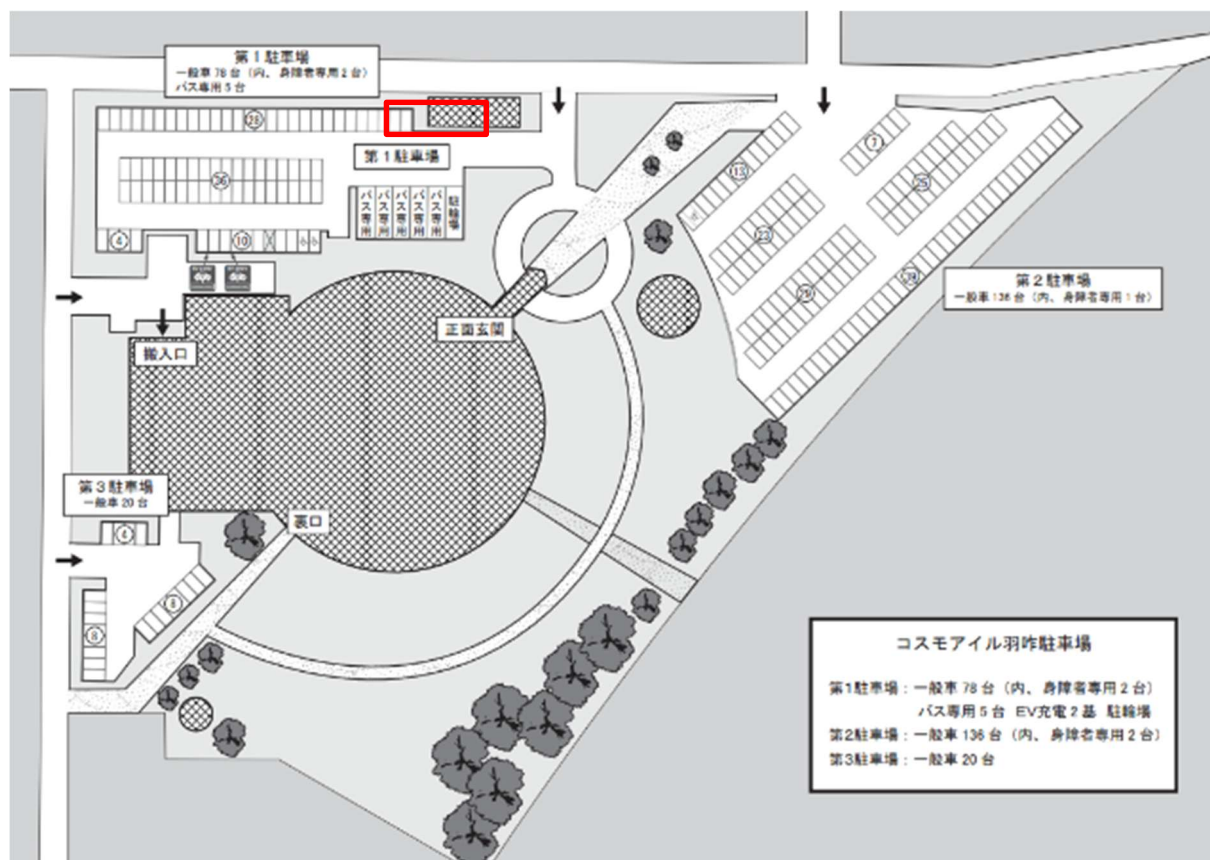 第1駐車場
一般車 78 台 (内、身障者専用 2 台)
バス専用 5 台
28
第1駐車場
36
バス専用
バス専用
バス専用
バス専用
バス専用
駐輪場
4
10
13
7
25
23
39
第2駐車場
一般車 136 台 (内、身障者専用 1 台)
正面玄関
搬入口
第3駐車場
一般車 20 台
4
裏口
8
8
コスモアイル羽咋駐車場
第1駐車場：一般車 78 台 (内、身障者専用 2 台)
バス専用 5 台 EV充電 2 基 駐輪場
第2駐車場：一般車 136 台 (内、身障者専用 2 台)
第3駐車場：一般車 20 台